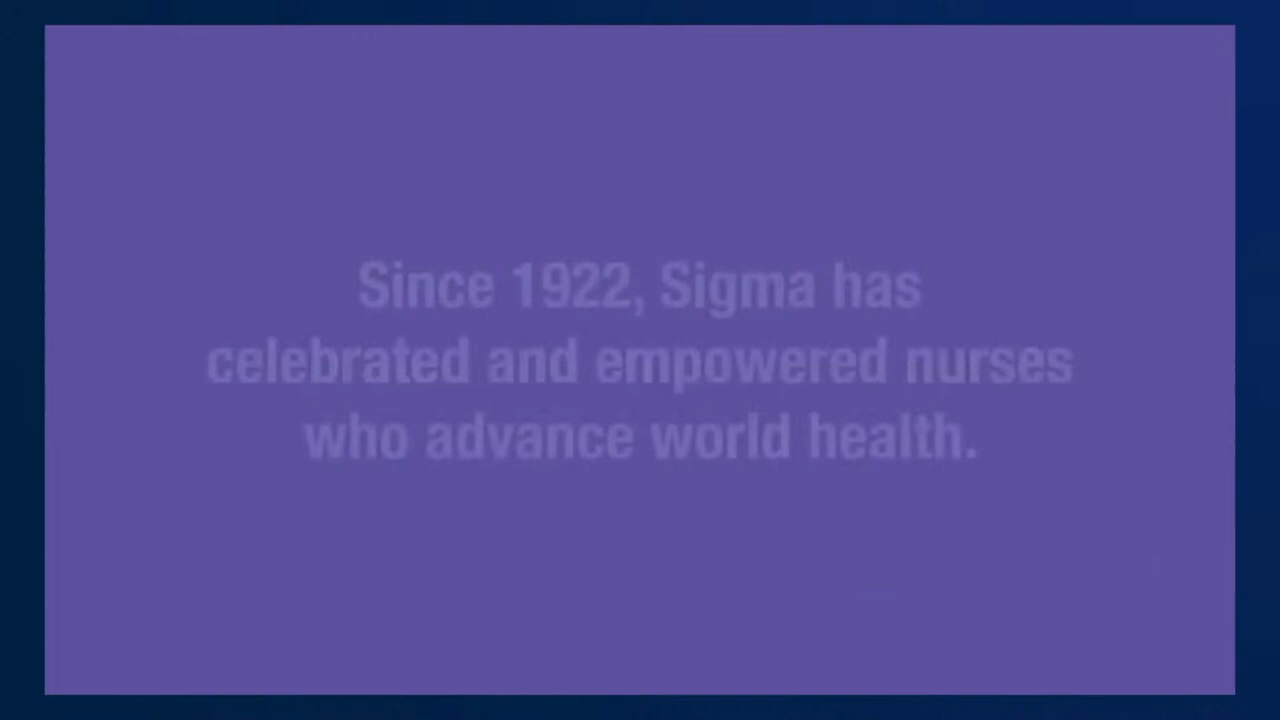 Since 1922, Sigma has
celebrated and empowered nurses
who advance world health.